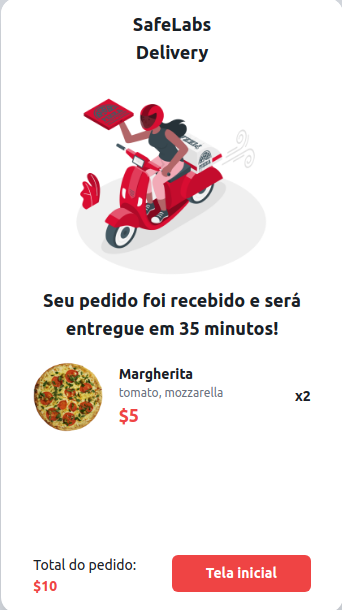 SafeLabs
Delivery
Seu pedido foi recebido e será
entregue em 35 minutos!
Margherita
tomato, mozzarella
$5
x2
Total do pedido:
$10
Tela inicial